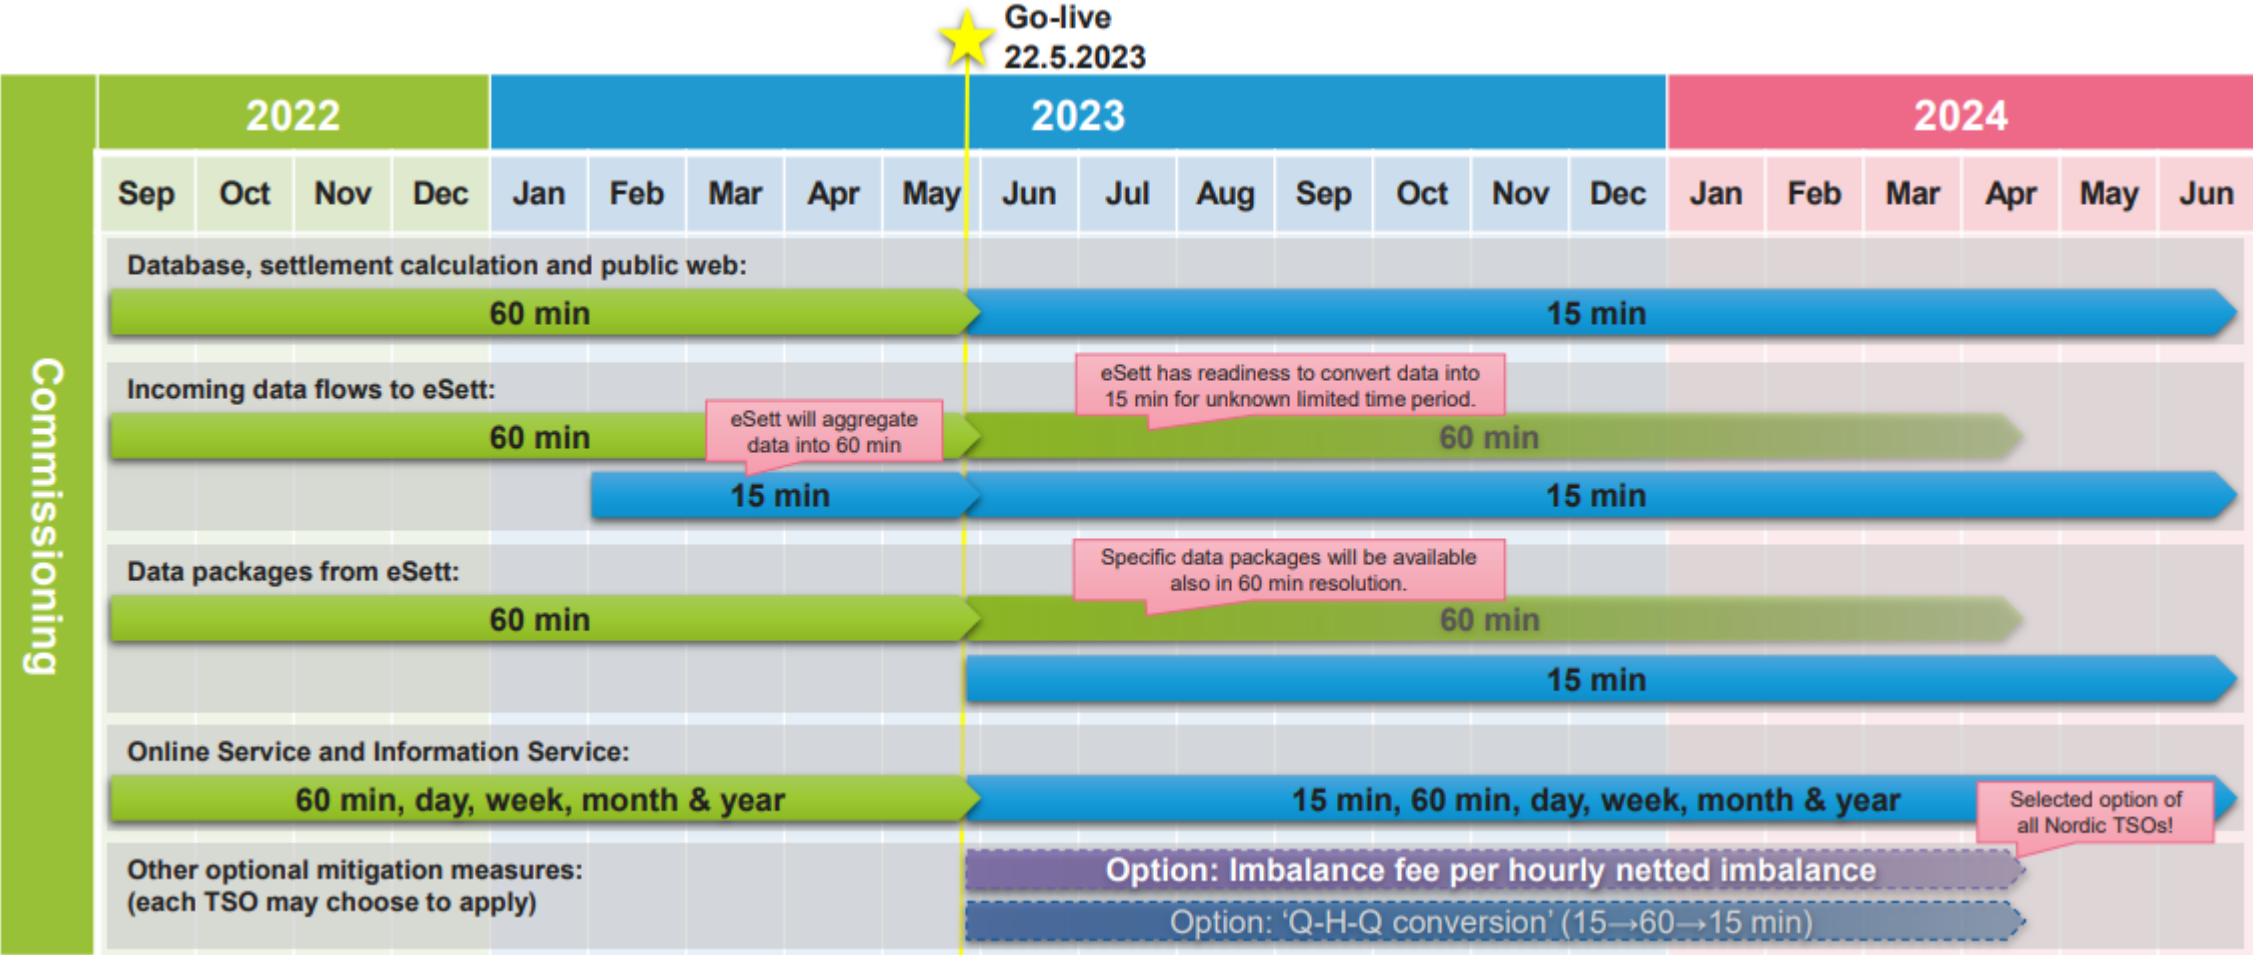 Go-live
22.5.2023
2022 2023 2024
Sep Oct Nov Dec Jan Feb Mar Apr May Jun Jul Aug Sep Oct Nov Dec Jan Feb Mar Apr May Jun
Commissioning
Database, settlement calculation and public web:
60 min 15 min
Incoming data flows to eSett:
eSett has readiness to convert data into
15 min for unknown limited time period.
eSett will aggregate
data into 60 min
60 min 60 min
15 min 15 min
Data packages from eSett:
Specific data packages will be available
also in 60 min resolution.
60 min 60 min
15 min
Online Service and Information Service:
60 min, day, week, month & year 15 min, 60 min, day, week, month & year
Selected option of
all Nordic TSOs!
Other optional mitigation measures:
(each TSO may choose to apply)
Option: Imbalance fee per hourly netted imbalance
Option: ‘Q-H-Q conversion’ (15→60→15 min)